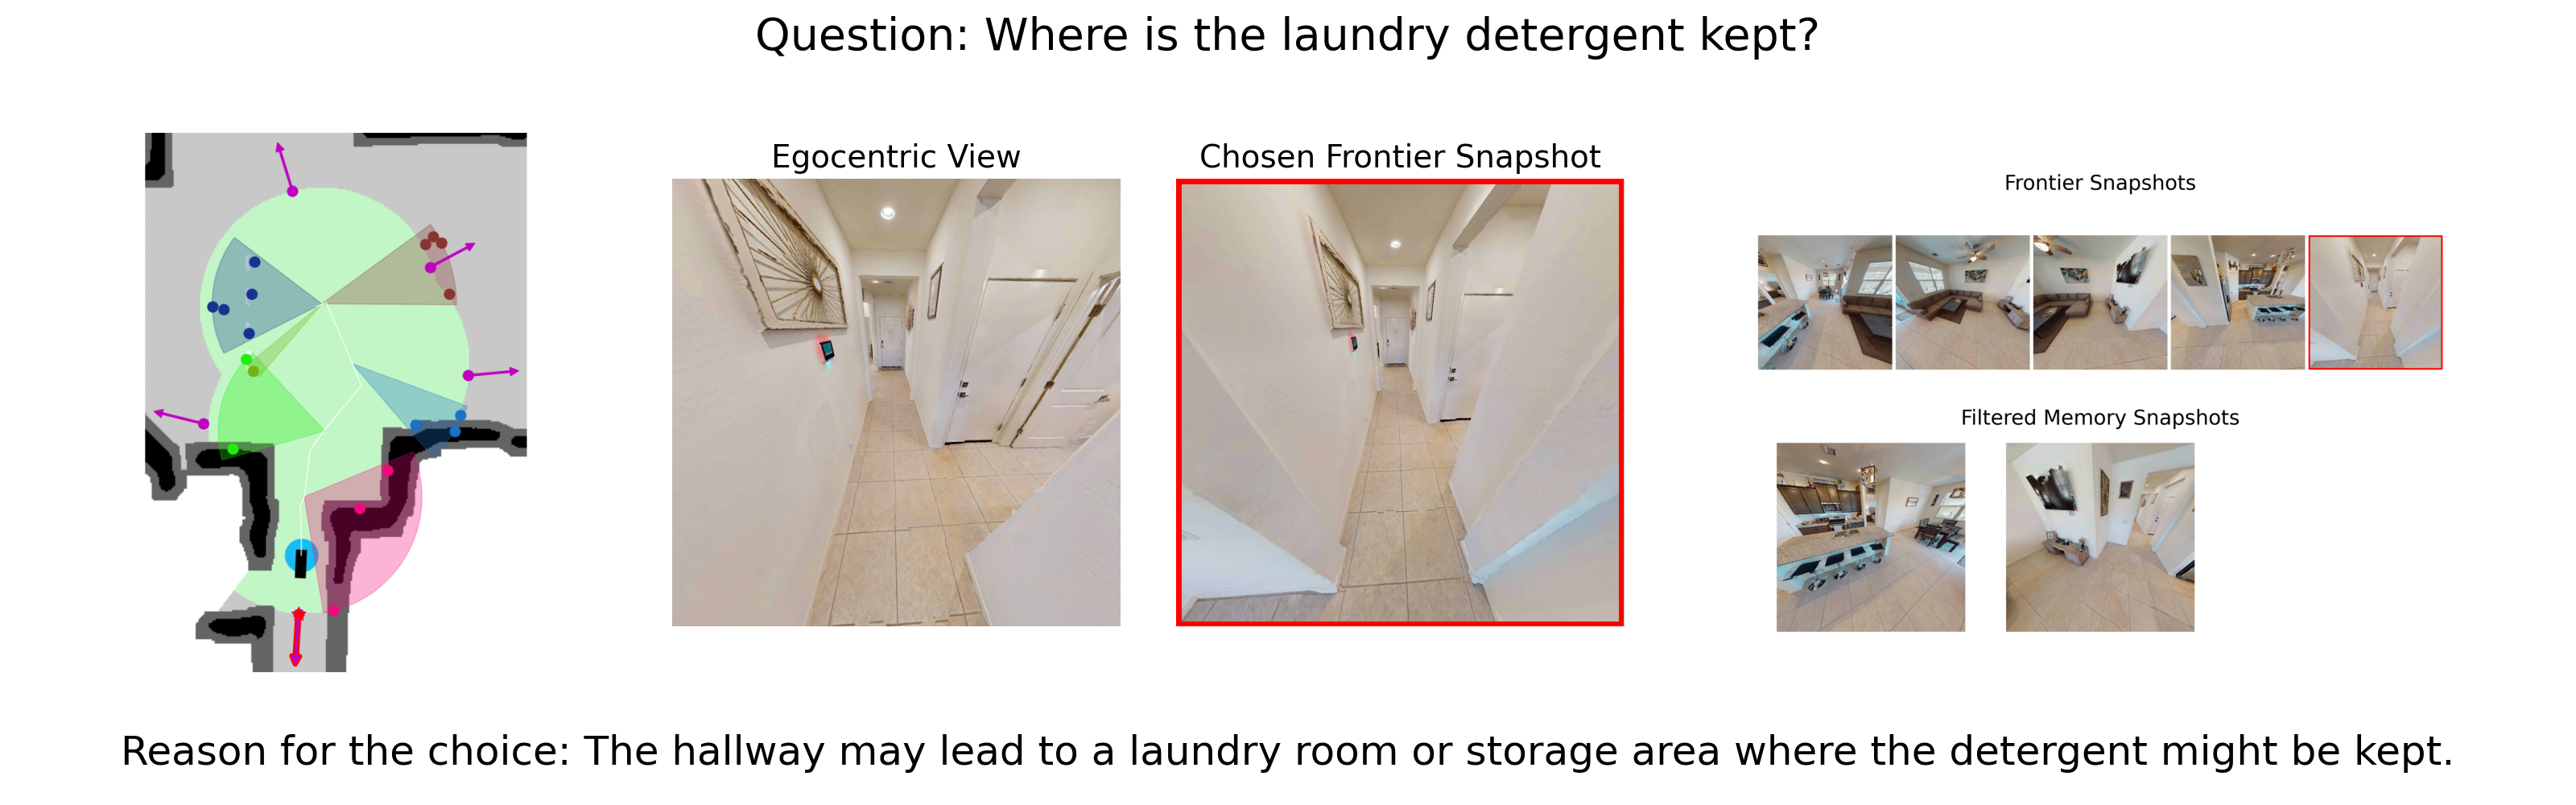 Question: Where is the laundry detergent kept?
Egocentric View
Chosen Frontier Snapshot
Frontier Snapshots
Filtered Memory Snapshots
Reason for the choice: The hallway may lead to a laundry room or storage area where the detergent might be kept.